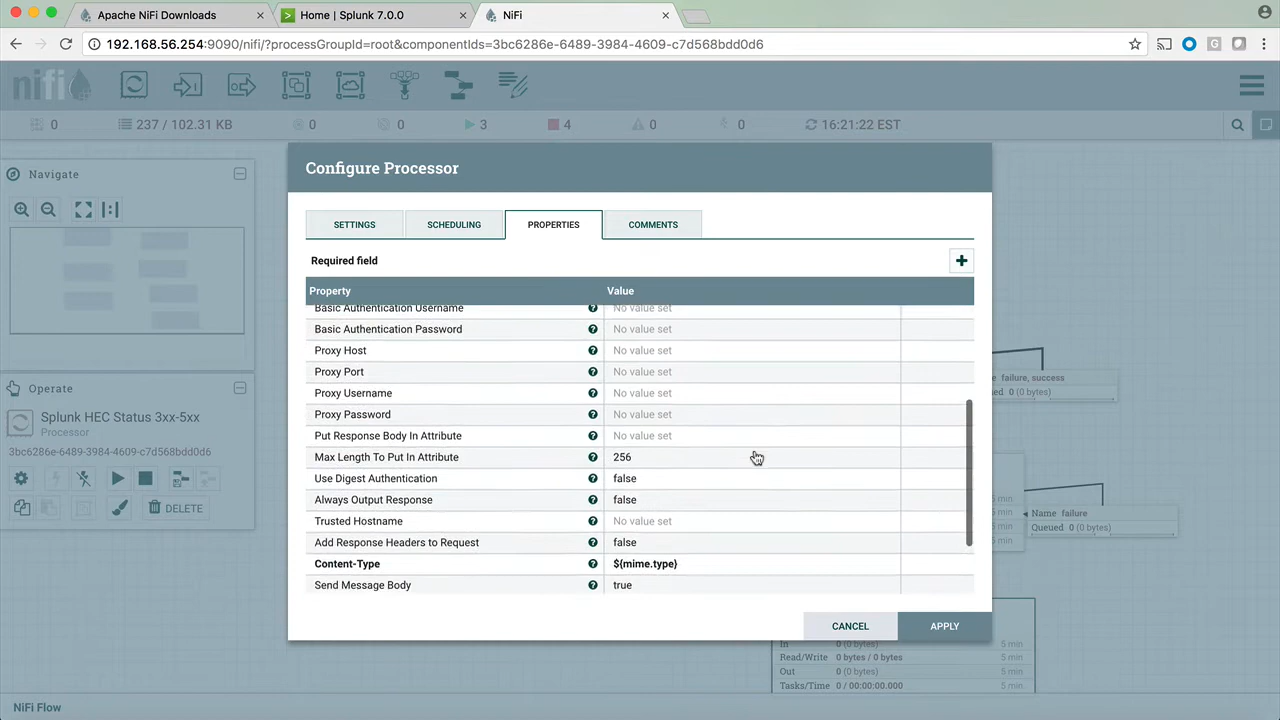 Apache NiFi Downloads
Home | Splunk 7.0.0
NiFi
192.168.56.254:9090/nifi/?processGroupId=root&componentIds=3bc6286e-6489-3984-4609-c7d568bdd0d6
nifi
0
237 / 102.31 KB
0
0
3
4
0
0
16:21:22 EST
Navigate
Operate
Splunk HEC Status 3xx-5xx
Processor
3bc6286e-6489-3984-4609-c7d568bdd0d6
DELETE
Configure Processor
SETTINGS
SCHEDULING
PROPERTIES
COMMENTS
Required field
Property Value
Basic Authentication Username No value set
Basic Authentication Password No value set
Proxy Host No value set
Proxy Port No value set
Proxy Username No value set
Proxy Password No value set
Put Response Body In Attribute No value set
Max Length To Put In Attribute 256
Use Digest Authentication false
Always Output Response false
Trusted Hostname No value set
Add Response Headers to Request false
Content-Type ${mime.type}
Send Message Body true
CANCEL
APPLY
failure, success
0 (0 bytes)
5 min
5 min
5 min
5 min
Name failure
Queued 0 (0 bytes)
In 0 (0 bytes) 5 min
Read/Write 0 bytes / 0 bytes 5 min
Out 0 (0 bytes) 5 min
Tasks/Time 0 / 00:00:00.000 5 min
NiFi Flow